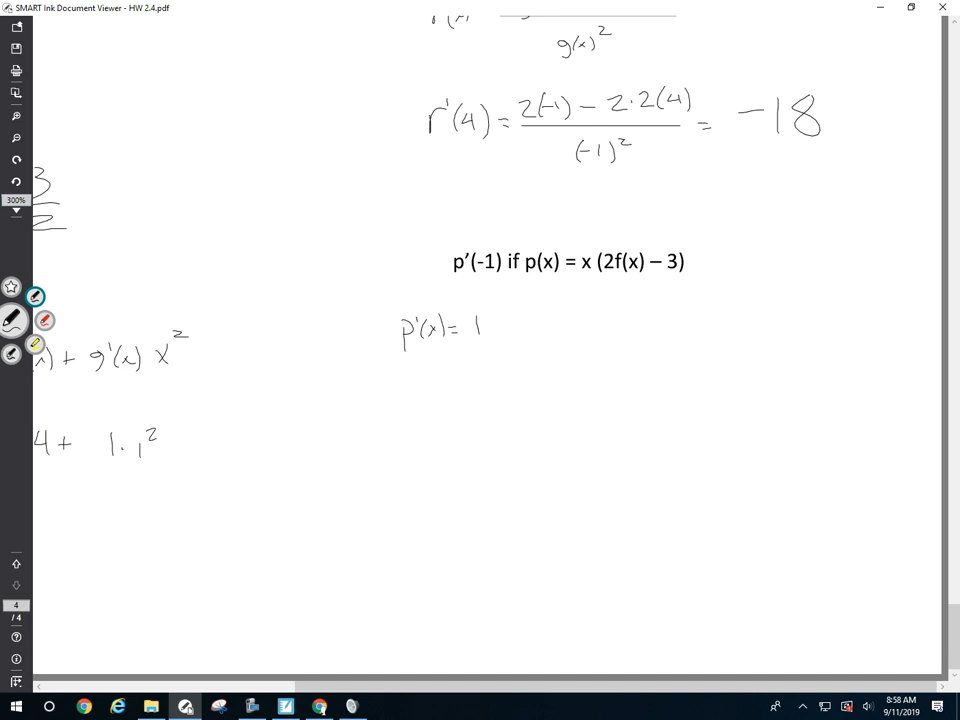 SMART Ink Document Viewer - HW 2.4.pdf
g(x)²
r'(4) = 2(-1) - 2·2(4) / (-1)² = -18
3
2
300%
p’(-1) if p(x) = x (2f(x) – 3)
p'(x) = 1
x) + g'(x) x²
4 + 1·1²
4
/ 4
8:58 AM
9/11/2019